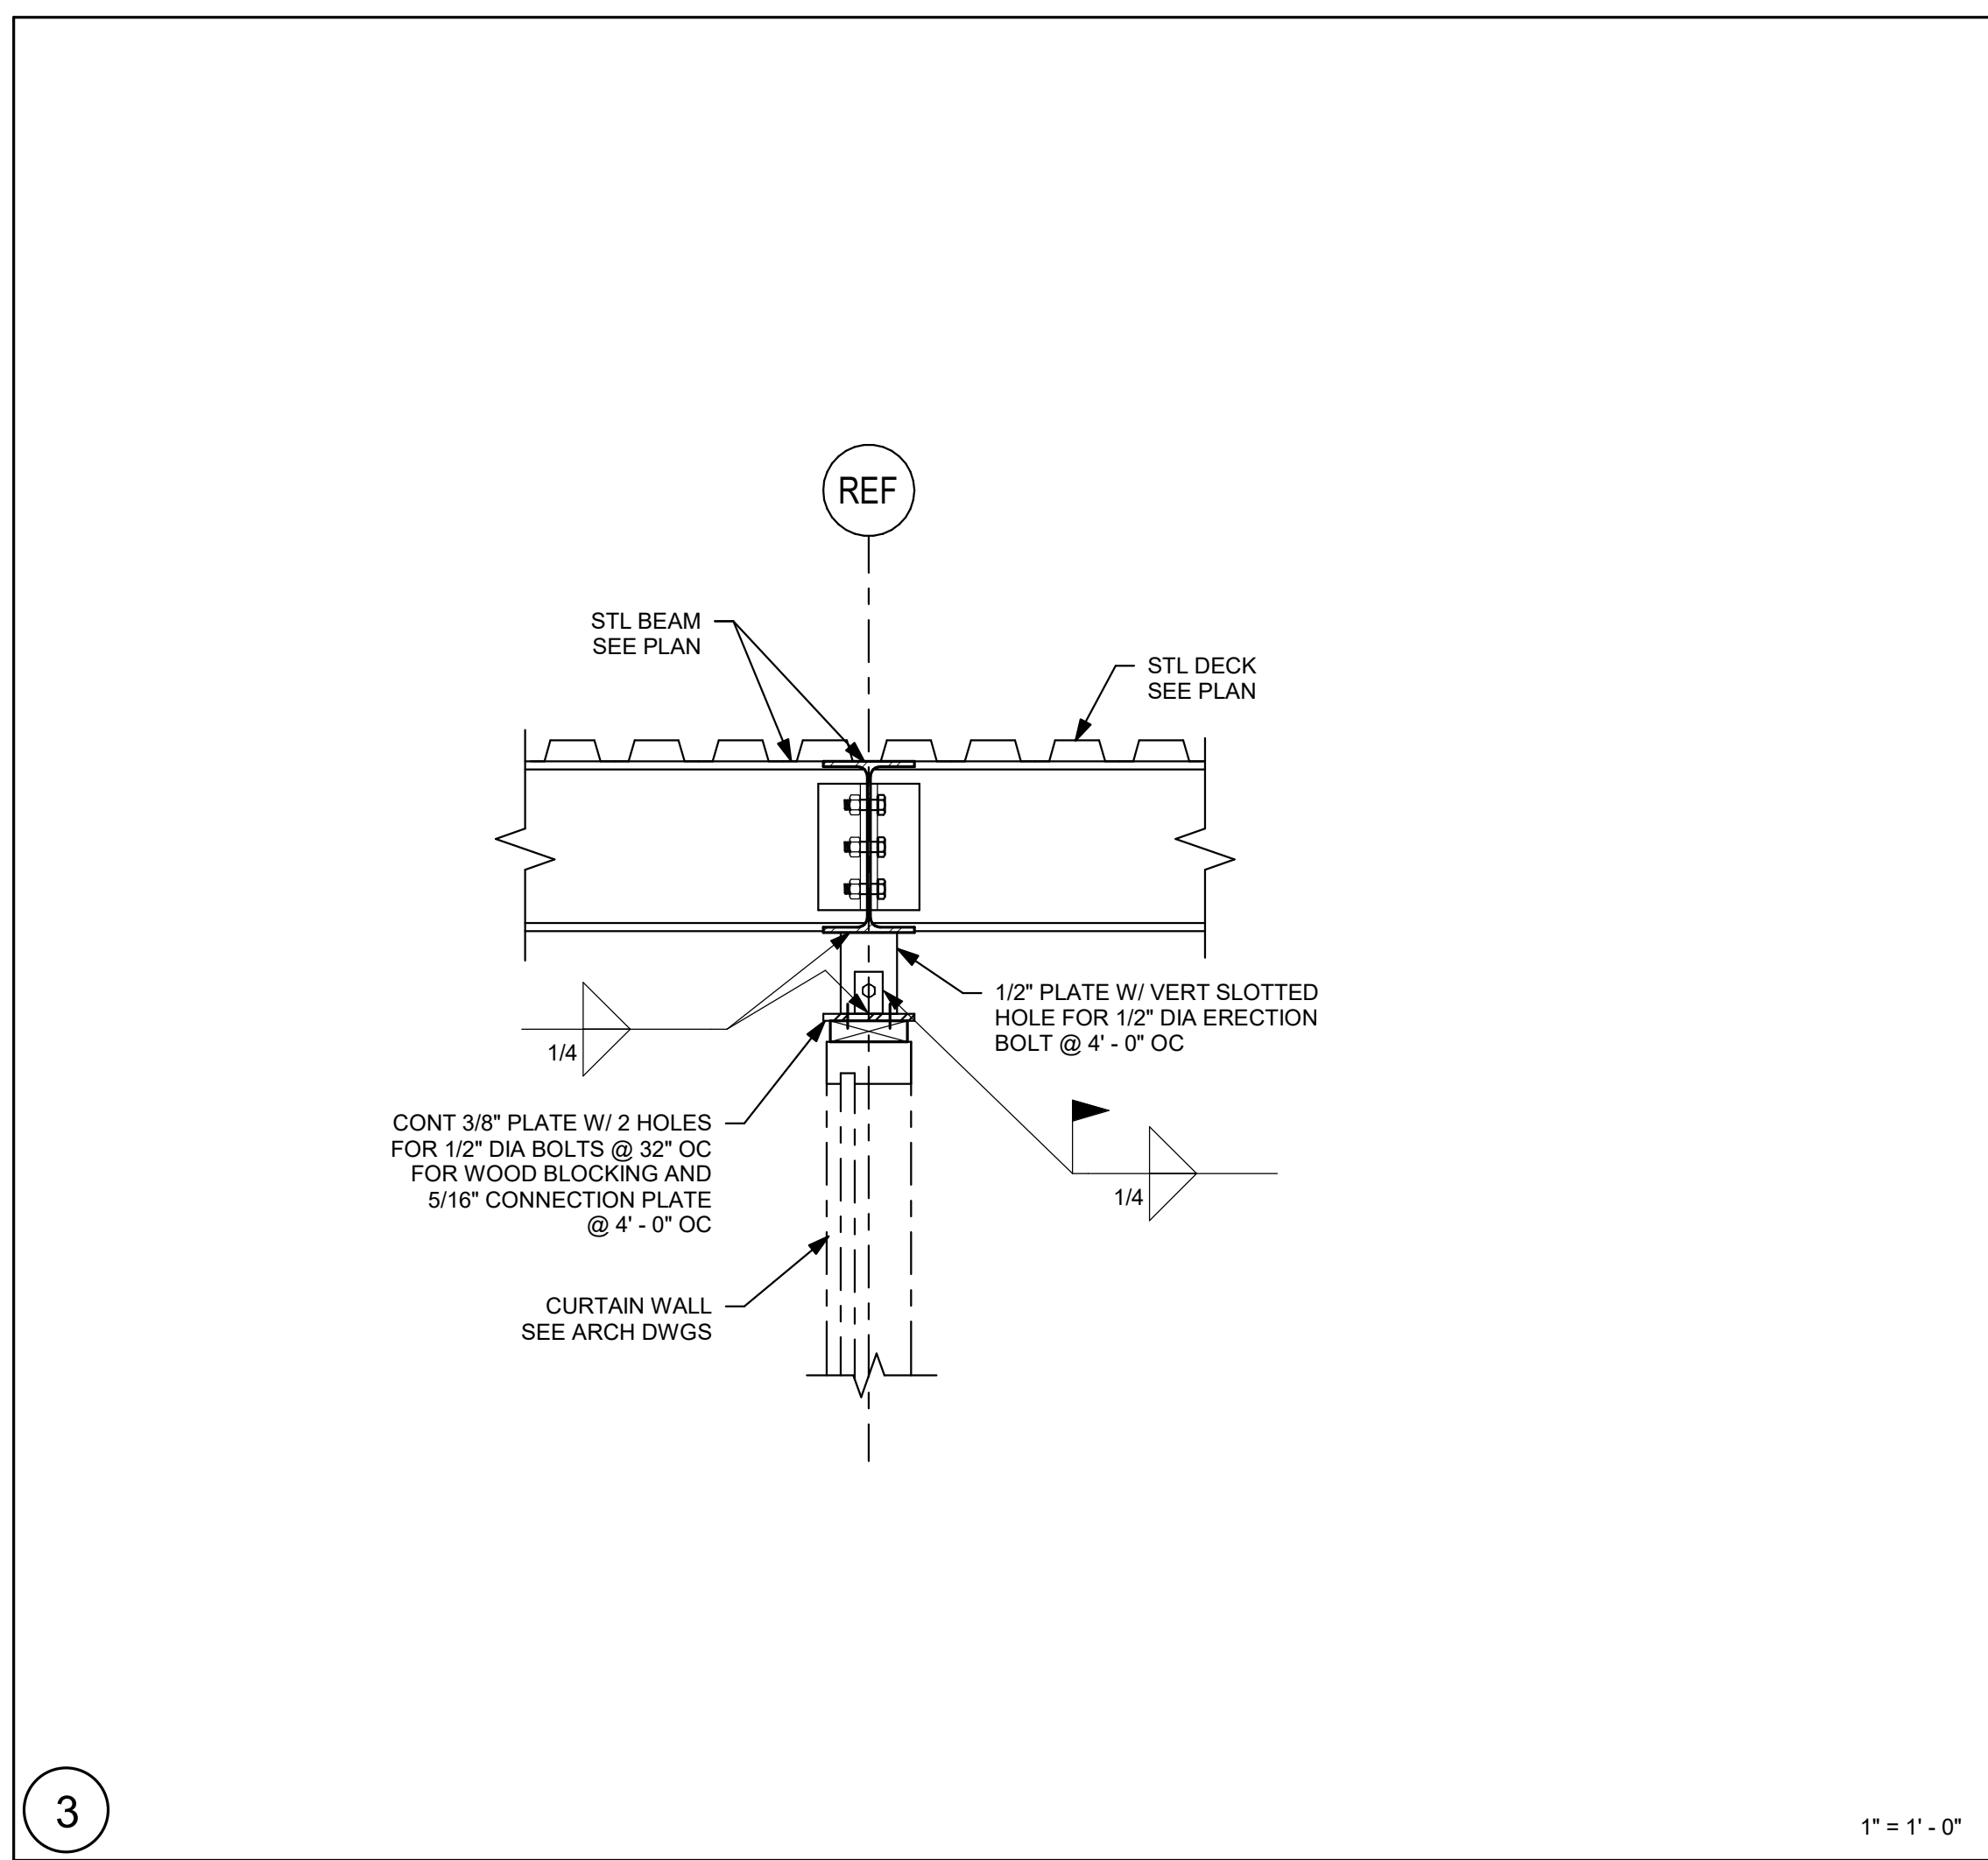 REF
STL BEAM
SEE PLAN
STL DECK
SEE PLAN
1/2" PLATE W/ VERT SLOTTED
HOLE FOR 1/2" DIA ERECTION
BOLT @ 4' - 0" OC
1/4
CONT 3/8" PLATE W/ 2 HOLES
FOR 1/2" DIA BOLTS @ 32" OC
FOR WOOD BLOCKING AND
5/16" CONNECTION PLATE
@ 4' - 0" OC
1/4
CURTAIN WALL
SEE ARCH DWGS
3
1" = 1' - 0"